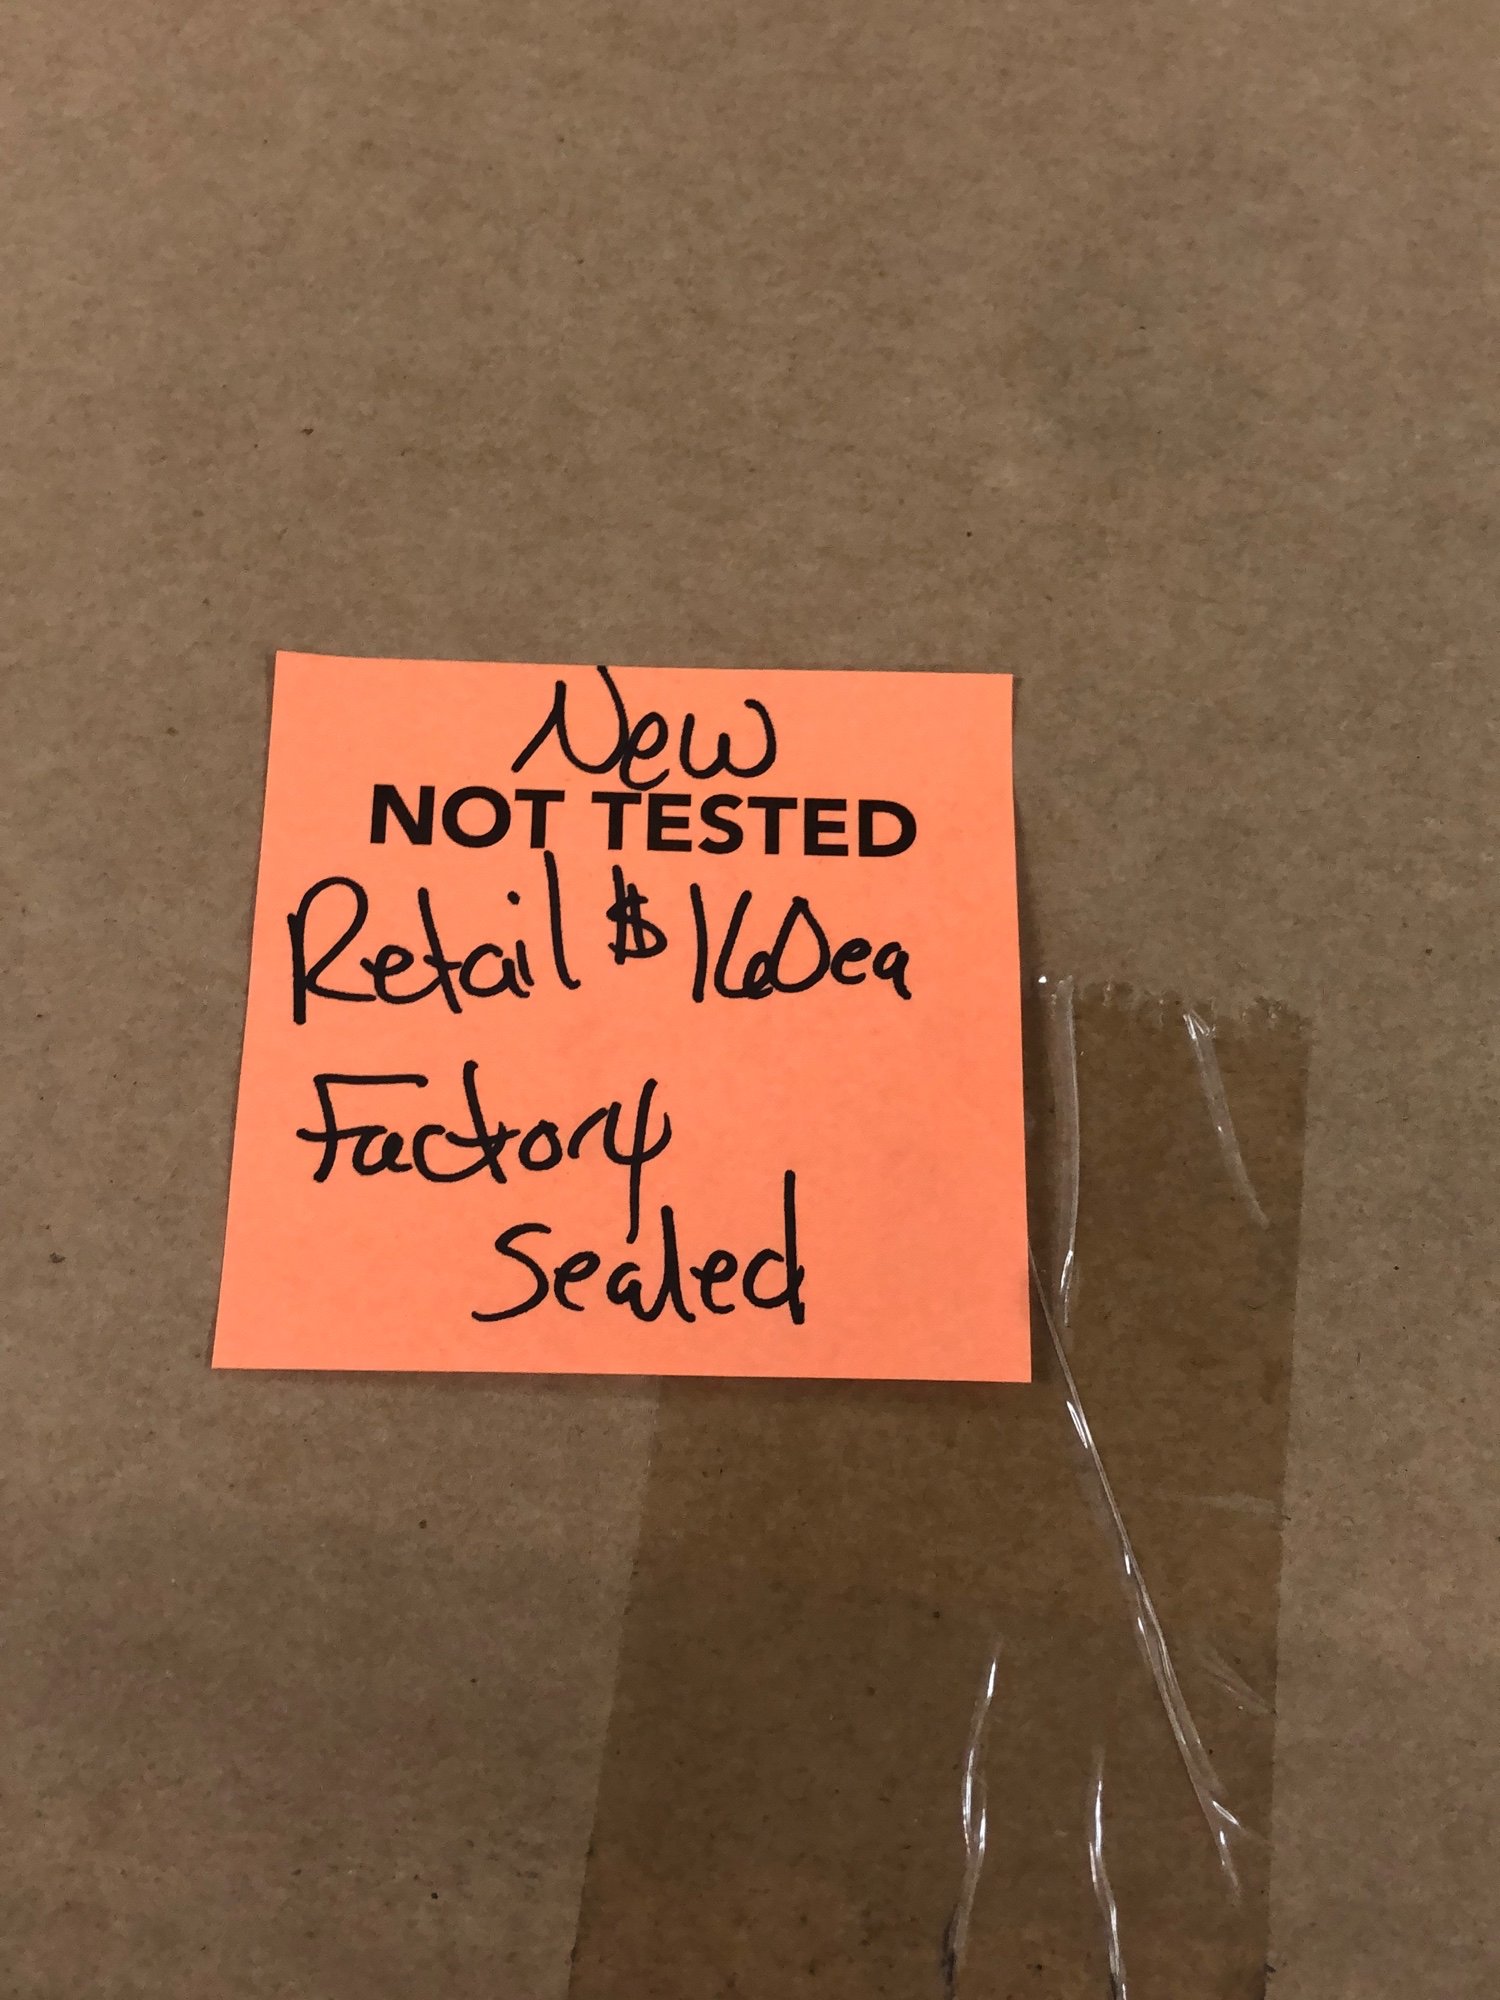 New
NOT TESTED
Retail $160ea
Factory
Sealed